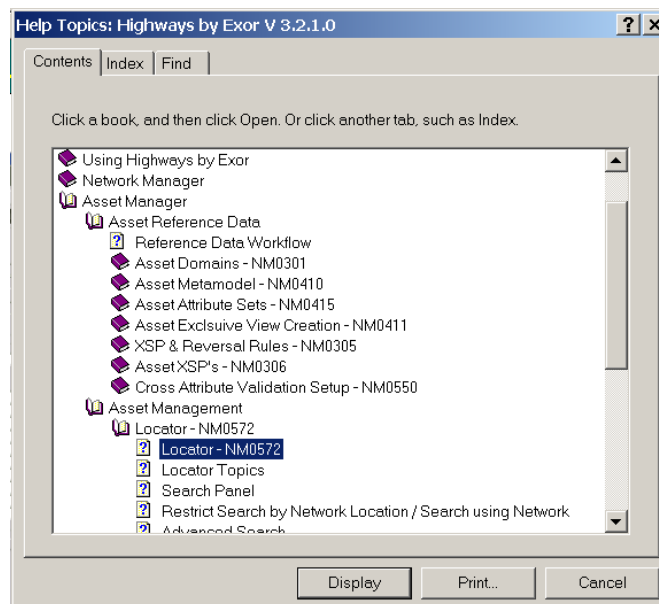 Help Topics: Highways by Exor V 3.2.1.0
Contents Index Find
Click a book, and then click Open. Or click another tab, such as Index.
Using Highways by Exor
Network Manager
Asset Manager
Asset Reference Data
Reference Data Workflow
Asset Domains - NM0301
Asset Metamodel - NM0410
Asset Attribute Sets - NM0415
Asset Exclsuive View Creation - NM0411
XSP & Reversal Rules - NM0305
Asset XSP's - NM0306
Cross Attribute Validation Setup - NM0550
Asset Management
Locator - NM0572
Locator - NM0572
Locator Topics
Search Panel
Restrict Search by Network Location / Search using Network
Advanced Search
Display Print... Cancel